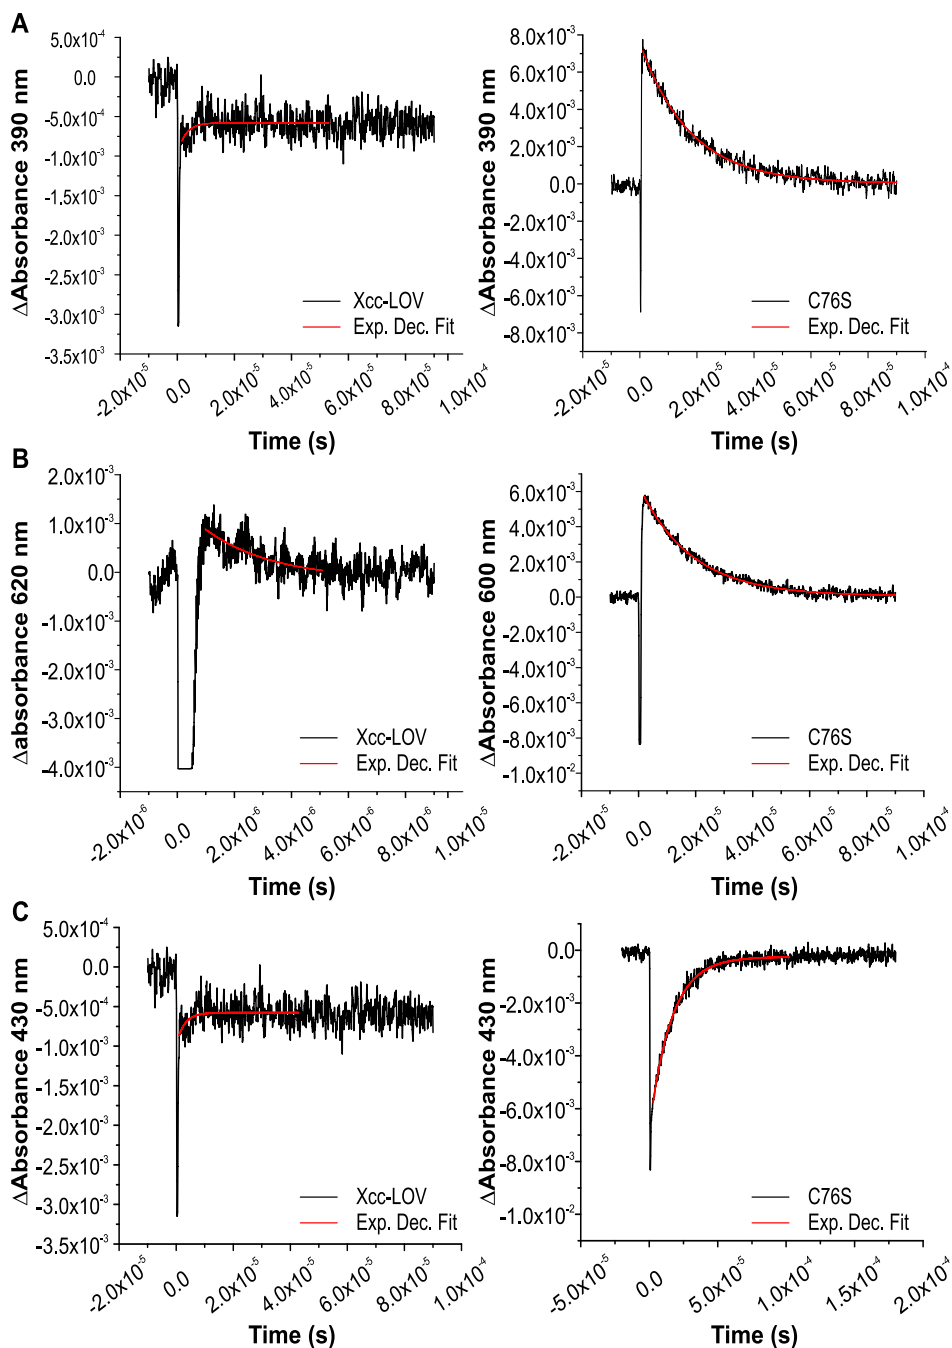 A
ΔAbsorbance 390 nm
5.0x10⁻⁴
0.0
-5.0x10⁻⁴
-1.0x10⁻³
-1.5x10⁻³
-2.0x10⁻³
-2.5x10⁻³
-3.0x10⁻³
-3.5x10⁻³
Xcc-LOV
Exp. Dec. Fit
-2.0x10⁻⁵
0.0
2.0x10⁻⁵
4.0x10⁻⁵
6.0x10⁻⁵
8.0x10⁻⁵
1.0x10⁻⁴
Time (s)
ΔAbsorbance 390 nm
8.0x10⁻³
6.0x10⁻³
4.0x10⁻³
2.0x10⁻³
0.0
-2.0x10⁻³
-4.0x10⁻³
-6.0x10⁻³
-8.0x10⁻³
C76S
Exp. Dec. Fit
-2.0x10⁻⁵
0.0
2.0x10⁻⁵
4.0x10⁻⁵
6.0x10⁻⁵
8.0x10⁻⁵
1.0x10⁻⁴
Time (s)
B
Δabsorbance 620 nm
2.0x10⁻³
1.0x10⁻³
0.0
-1.0x10⁻³
-2.0x10⁻³
-3.0x10⁻³
-4.0x10⁻³
Xcc-LOV
Exp. Dec. Fit
-2.0x10⁻⁶
0.0
2.0x10⁻⁶
4.0x10⁻⁶
6.0x10⁻⁶
8.0x10⁻⁶
1.0x10⁻⁵
Time (s)
ΔAbsorbance 600 nm
6.0x10⁻³
4.0x10⁻³
2.0x10⁻³
0.0
-2.0x10⁻³
-4.0x10⁻³
-6.0x10⁻³
-8.0x10⁻³
-1.0x10⁻²
C76S
Exp. Dec. Fit
-2.0x10⁻⁵
0.0
2.0x10⁻⁵
4.0x10⁻⁵
6.0x10⁻⁵
8.0x10⁻⁵
1.0x10⁻⁴
Time (s)
C
ΔAbsorbance 430 nm
5.0x10⁻⁴
0.0
-5.0x10⁻⁴
-1.0x10⁻³
-1.5x10⁻³
-2.0x10⁻³
-2.5x10⁻³
-3.0x10⁻³
-3.5x10⁻³
Xcc-LOV
Exp. Dec. Fit
-2.0x10⁻⁵
0.0
2.0x10⁻⁵
4.0x10⁻⁵
6.0x10⁻⁵
8.0x10⁻⁵
1.0x10⁻⁴
Time (s)
ΔAbsorbance 430 nm
0.0
-2.0x10⁻³
-4.0x10⁻³
-6.0x10⁻³
-8.0x10⁻³
-1.0x10⁻²
C76S
Exp. Dec. Fit
-5.0x10⁻⁵
0.0
5.0x10⁻⁵
1.0x10⁻⁴
1.5x10⁻⁴
2.0x10⁻⁴
Time (s)